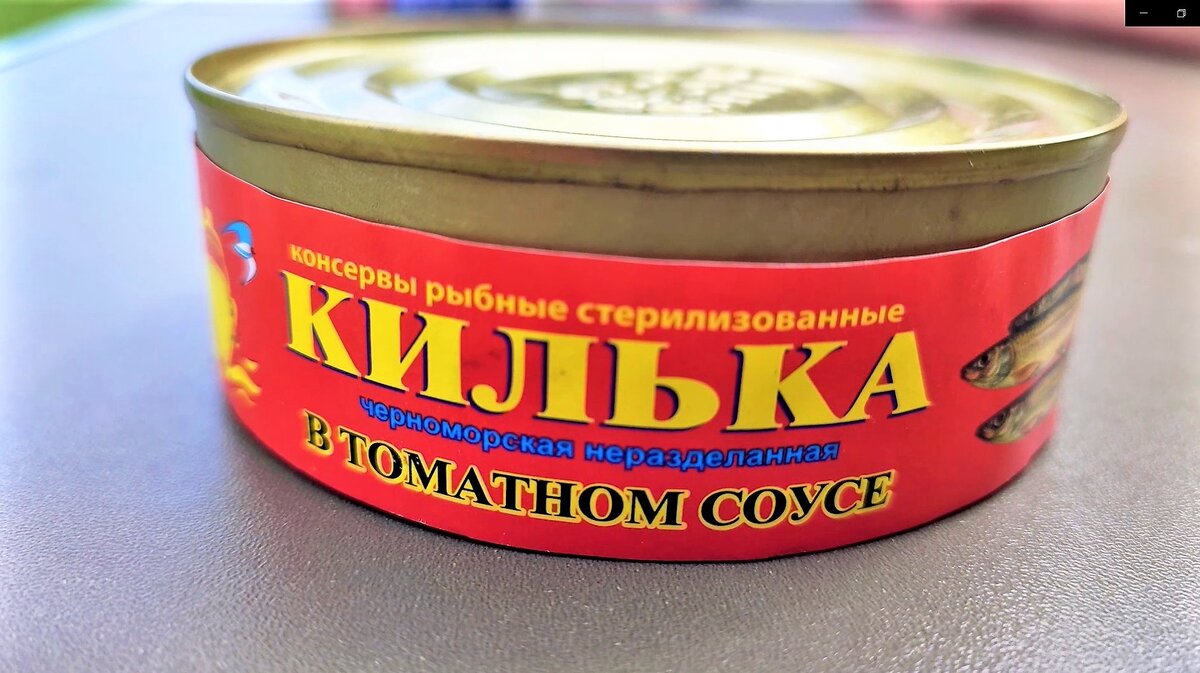 консервы рыбные стерилизованные
КИЛЬКА
черноморская неразделанная
В ТОМАТНОМ СОУСЕ